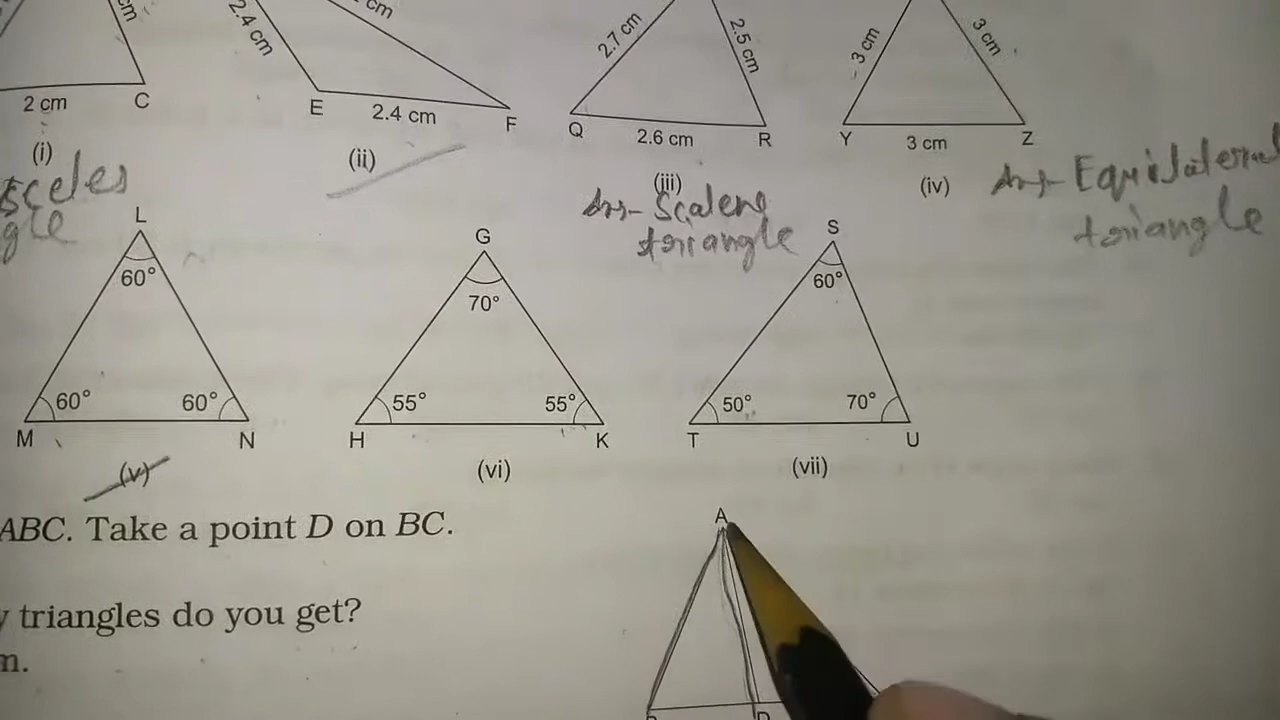 cm
2.4 cm
cm
2.7 cm
2.5 cm
3 cm
3 cm
2 cm
C
E
2.4 cm
F
Q
2.6 cm
R
Y
3 cm
Z
(i)
(ii)
(iii)
(iv)
sceles
gle
Ans- Scalene
triangle
Ans- Equilateral
triangle
L
G
S
60°
70°
60°
60°
60°
55°
55°
50°
70°
M
N
H
K
T
U
(v)
(vi)
(vii)
ABC. Take a point D on BC.
A
triangles do you get?
D